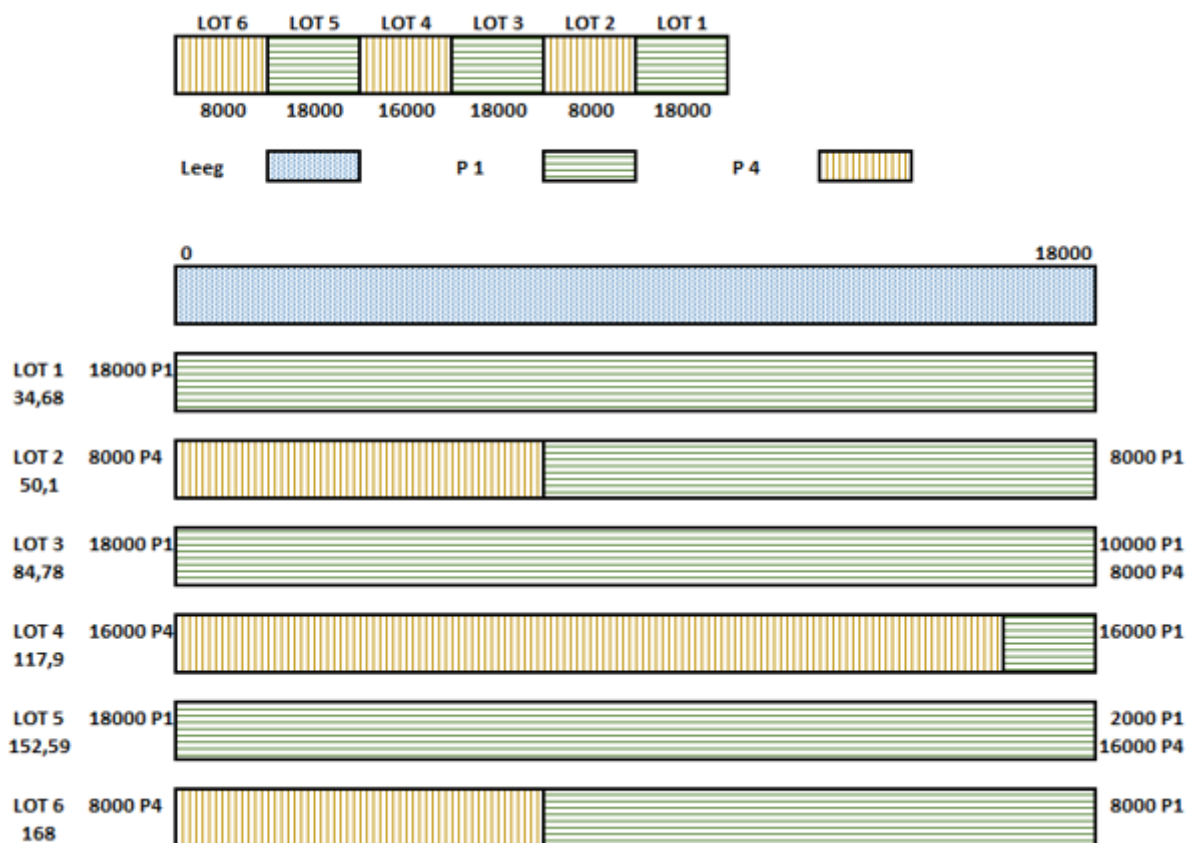 LOT 6 LOT 5 LOT 4 LOT 3 LOT 2 LOT 1
8000 18000 16000 18000 8000 18000
Leeg P 1 P 4
0 18000
LOT 1 18000 P1
34,68
LOT 2 8000 P4 8000 P1
50,1
LOT 3 18000 P1 10000 P1
84,78 8000 P4
LOT 4 16000 P4 16000 P1
117,9
LOT 5 18000 P1 2000 P1
152,59 16000 P4
LOT 6 8000 P4 8000 P1
168